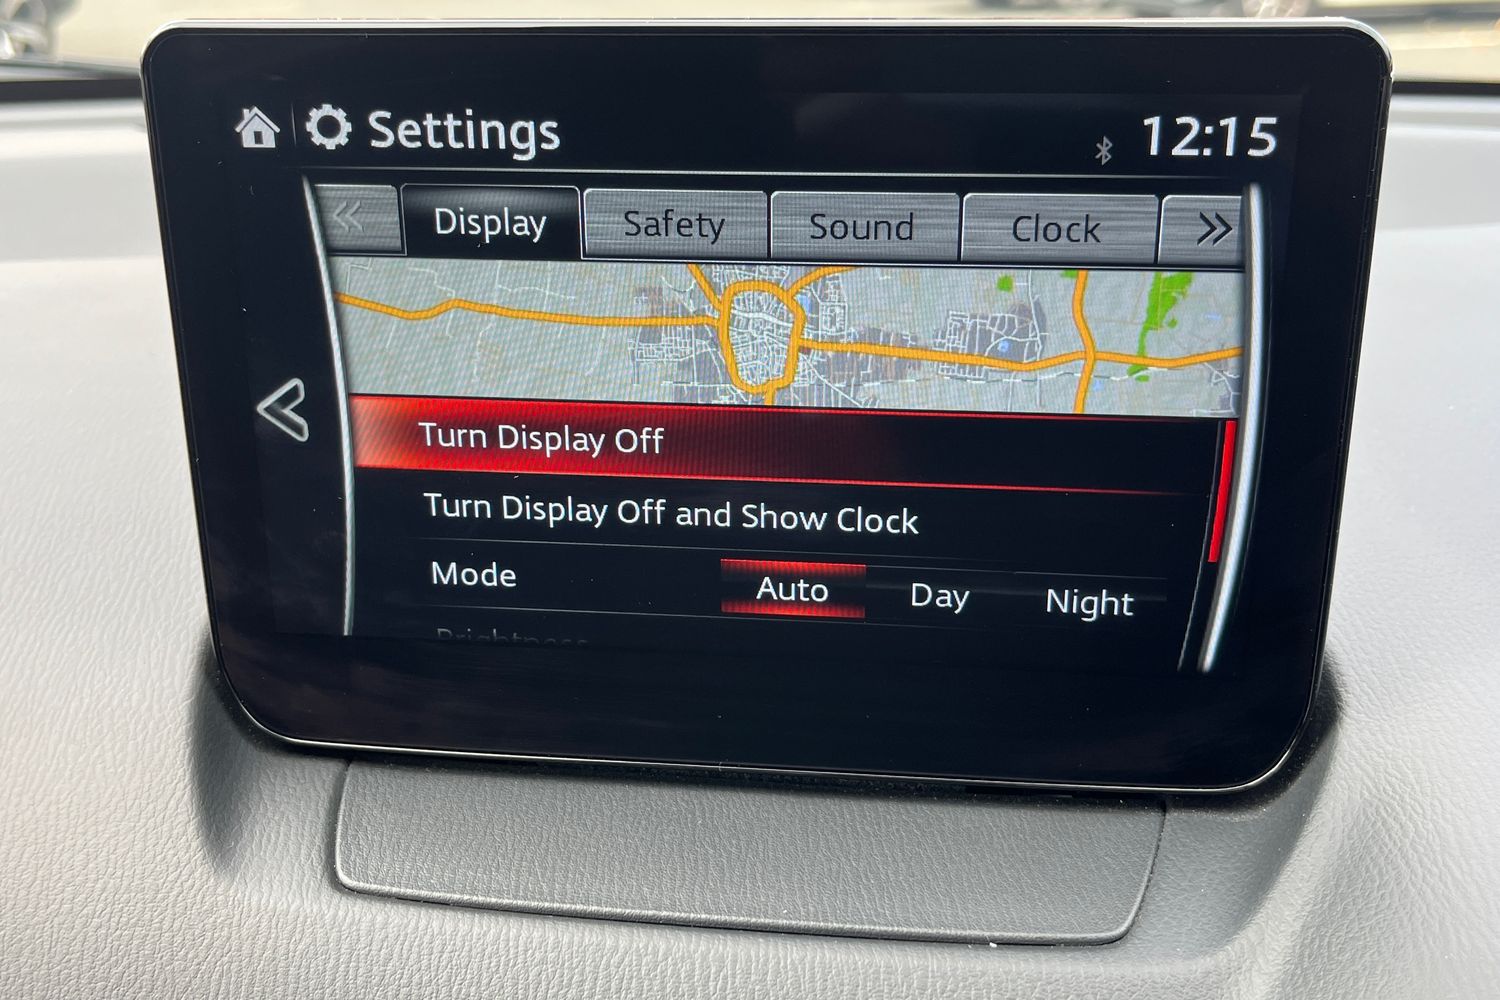 Settings
12:15
Display Safety Sound Clock
Turn Display Off
Turn Display Off and Show Clock
Mode Auto Day Night
Brightness